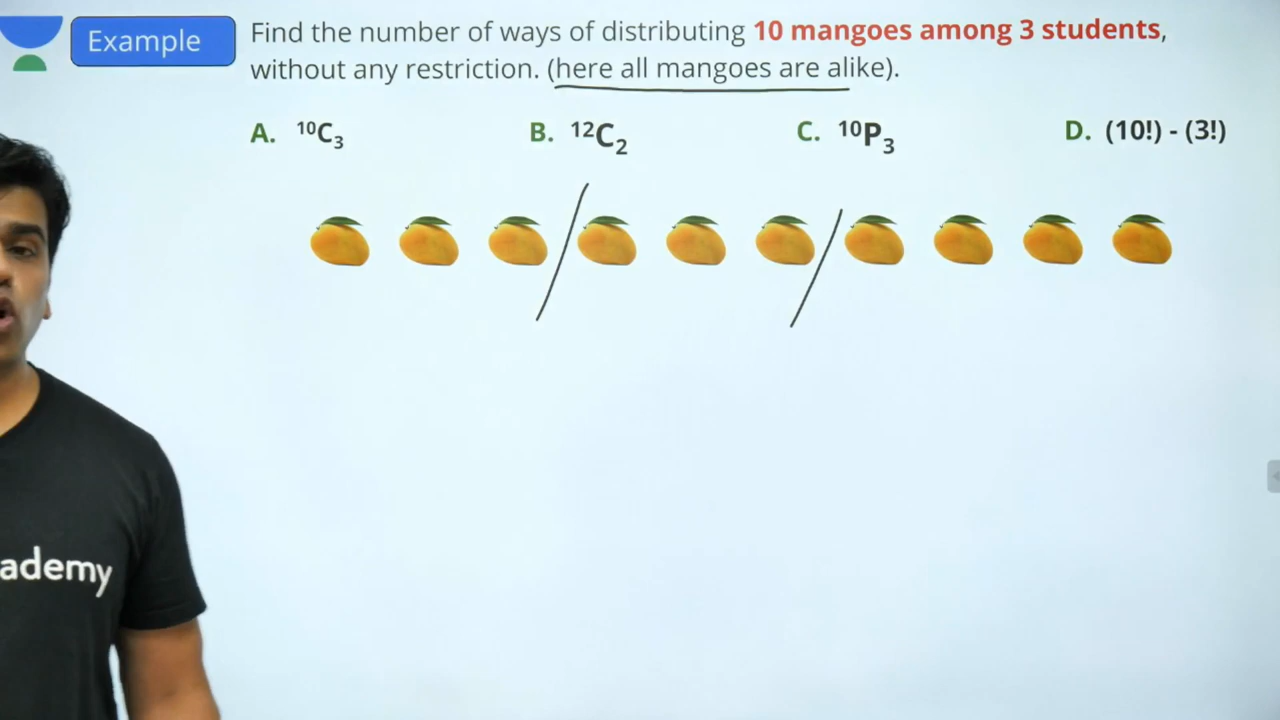 Example
Find the number of ways of distributing 10 mangoes among 3 students,
without any restriction. (here all mangoes are alike).
A. ¹⁰C₃ B. ¹²C₂ C. ¹⁰P₃ D. (10!) - (3!)
ademy